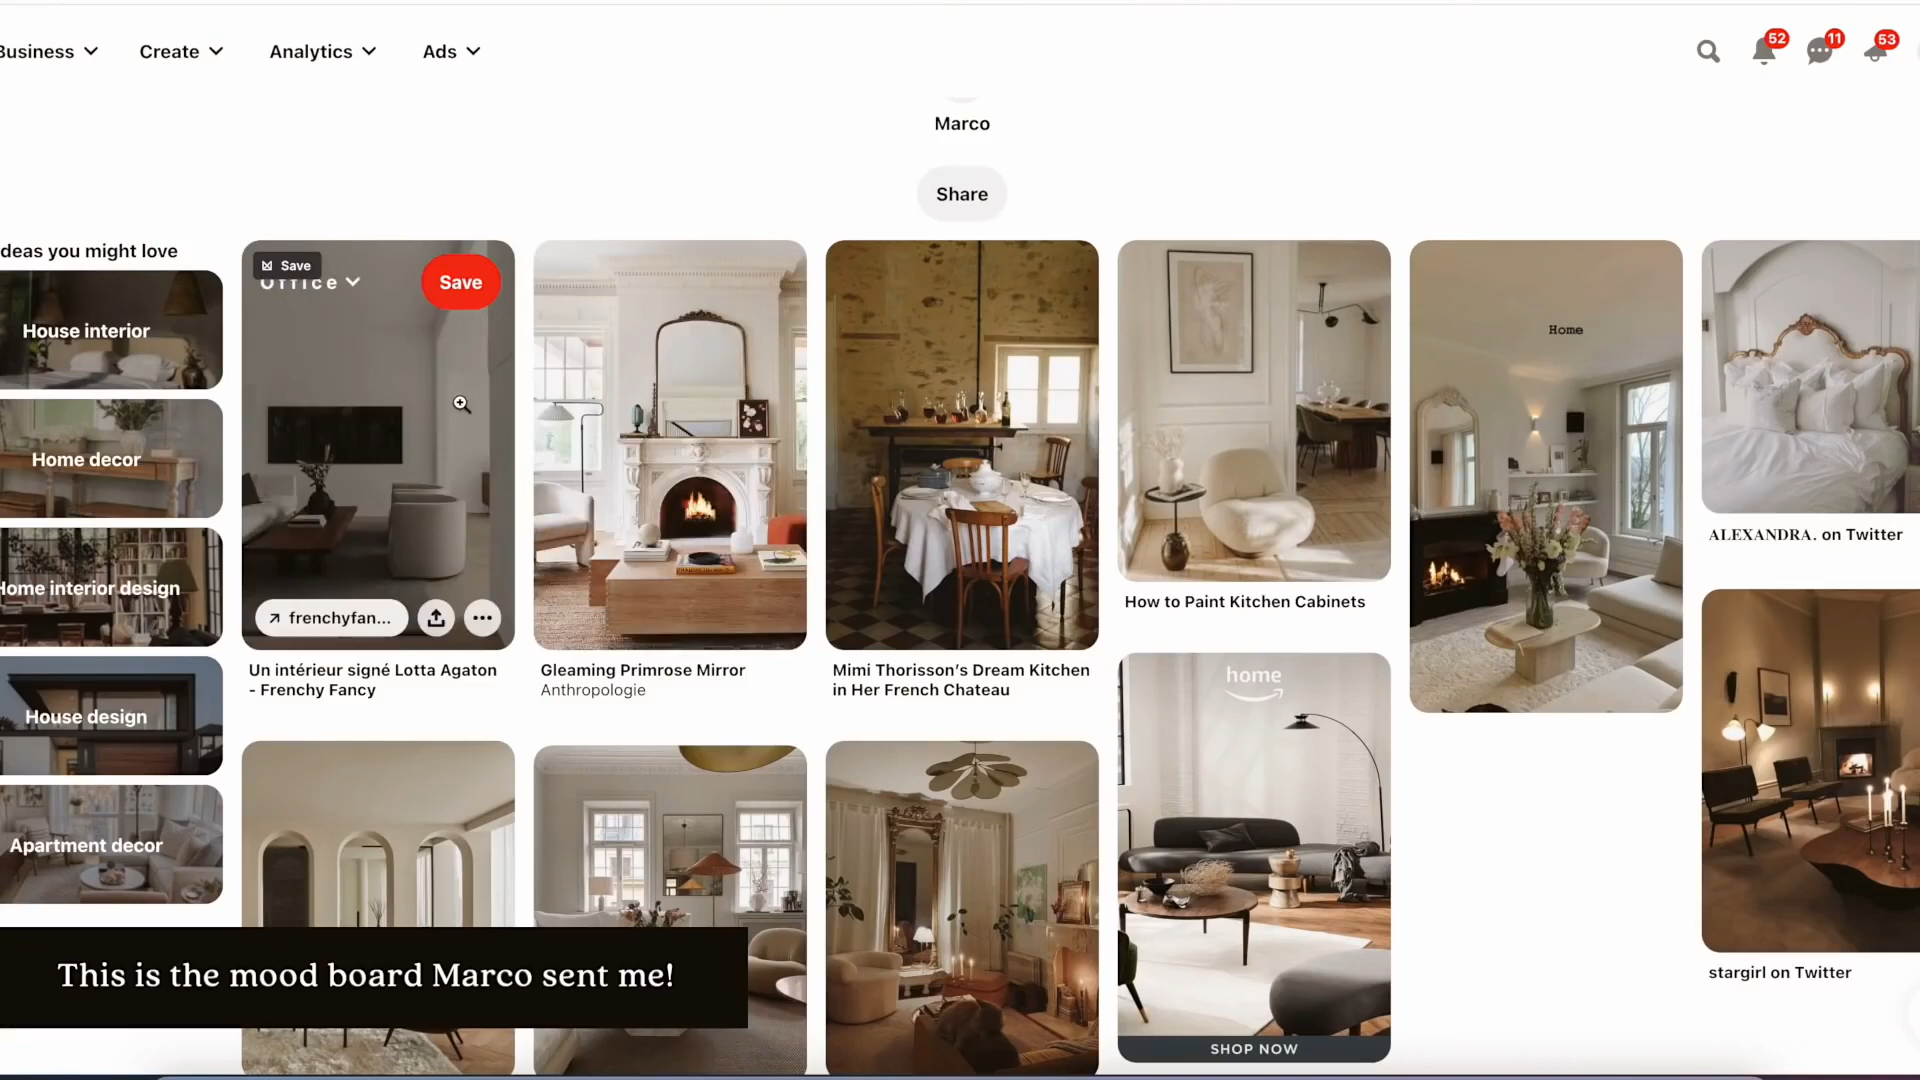 Business
Create
Analytics
Ads
52
11
53
Marco
Share
deas you might love
House interior
Home decor
Home interior design
House design
Apartment decor
Save
Office
Save
frenchyfan...
Un intérieur signé Lotta Agaton
- Frenchy Fancy
Gleaming Primrose Mirror
Anthropologie
Mimi Thorisson's Dream Kitchen
in Her French Chateau
How to Paint Kitchen Cabinets
home
SHOP NOW
Home
ALEXANDRA. on Twitter
stargirl on Twitter
This is the mood board Marco sent me!